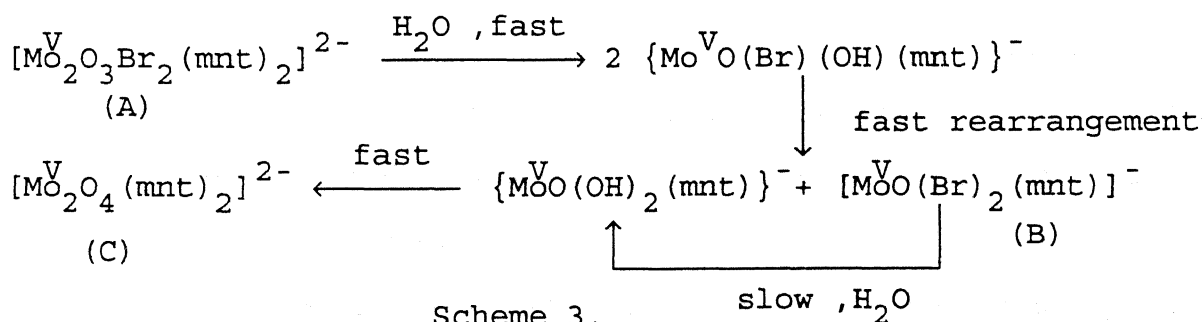 [Mo^V_2O_3Br_2(mnt)_2]^2- H_2O ,fast 2 {Mo^VO(Br)(OH)(mnt)}^-
(A)
fast rearrangement
[Mo^V_2O_4(mnt)_2]^2- fast {Mo^VO(OH)_2(mnt)}^- + [Mo^VO(Br)_2(mnt)]^-
(C) (B)
slow ,H_2O
Scheme 3.